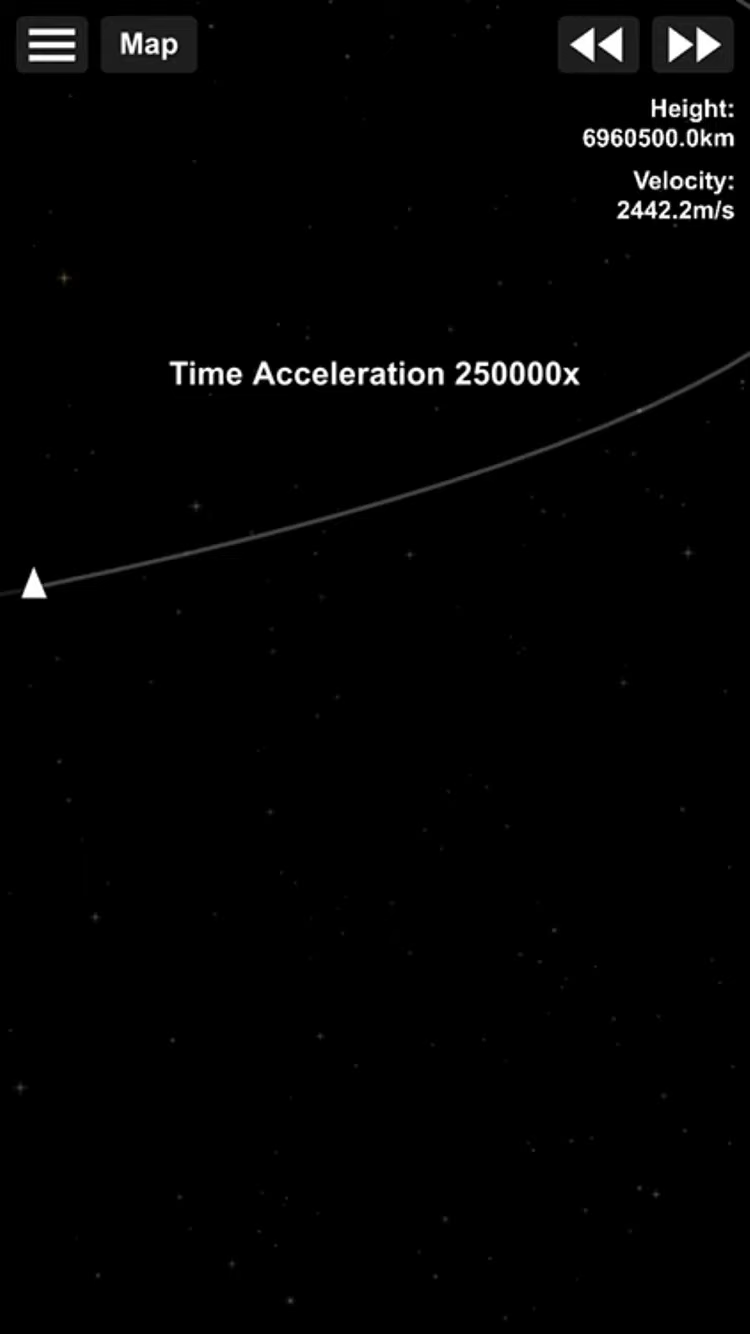 Map
Height:
6960500.0km
Velocity:
2442.2m/s
Time Acceleration 250000x